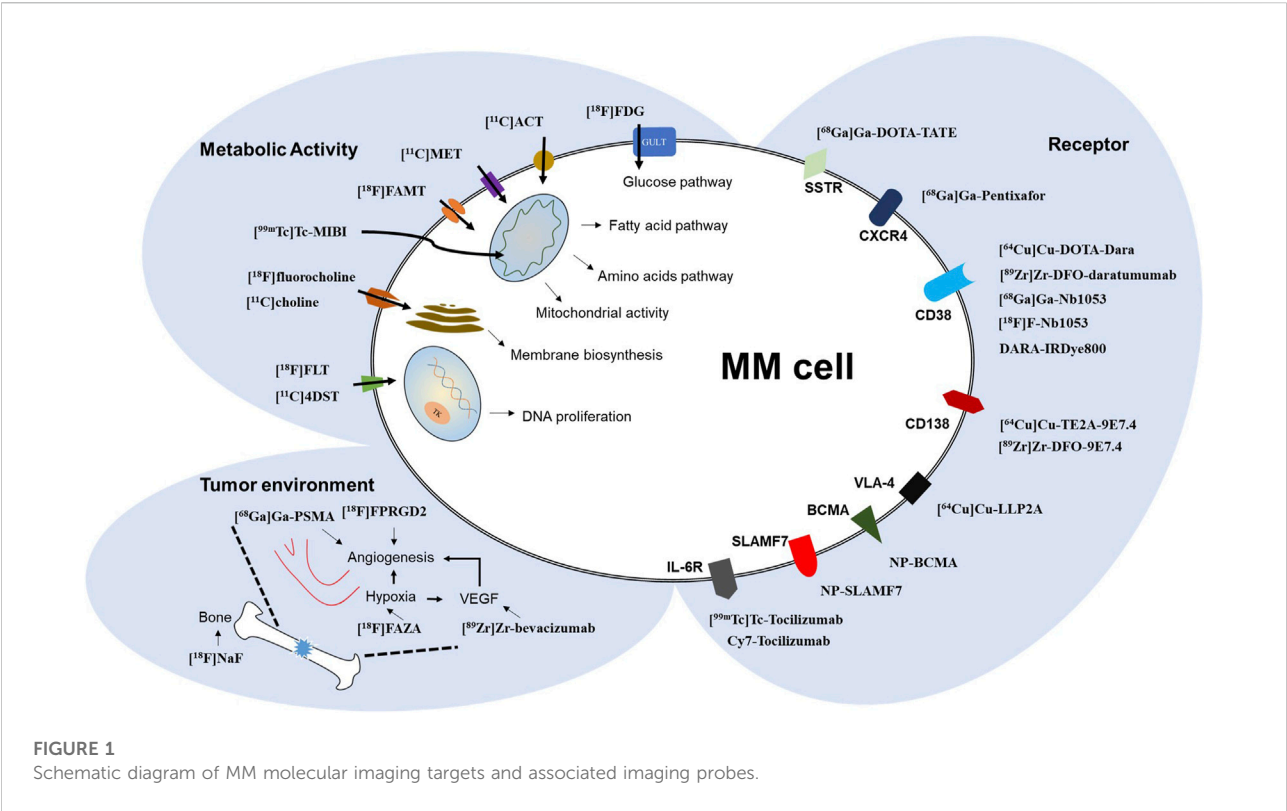 Metabolic Activity
[¹¹C]ACT
[¹⁸F]FDG
[¹¹C]MET
[¹⁸F]FAMT
[⁹⁹ᵐTc]Tc-MIBI
[¹⁸F]fluorocholine
[¹¹C]choline
[¹⁸F]FLT
[¹¹C]4DST
GULT
Glucose pathway
Fatty acid pathway
Amino acids pathway
Mitochondrial activity
Membrane biosynthesis
TK
DNA proliferation
MM cell
Receptor
[⁶⁸Ga]Ga-DOTA-TATE
SSTR
[⁶⁸Ga]Ga-Pentixafor
CXCR4
[⁶⁴Cu]Cu-DOTA-Dara
[⁸⁹Zr]Zr-DFO-daratumumab
[⁶⁸Ga]Ga-Nb1053
[¹⁸F]F-Nb1053
DARA-IRDye800
CD38
CD138
[⁶⁴Cu]Cu-TE2A-9E7.4
[⁸⁹Zr]Zr-DFO-9E7.4
VLA-4
[⁶⁴Cu]Cu-LLP2A
BCMA
NP-BCMA
SLAMF7
NP-SLAMF7
IL-6R
[⁹⁹ᵐTc]Tc-Tocilizumab
Cy7-Tocilizumab
Tumor environment
[⁶⁸Ga]Ga-PSMA
[¹⁸F]FPRGD2
Angiogenesis
Hypoxia
VEGF
[¹⁸F]FAZA
[⁸⁹Zr]Zr-bevacizumab
Bone
[¹⁸F]NaF
FIGURE 1
Schematic diagram of MM molecular imaging targets and associated imaging probes.